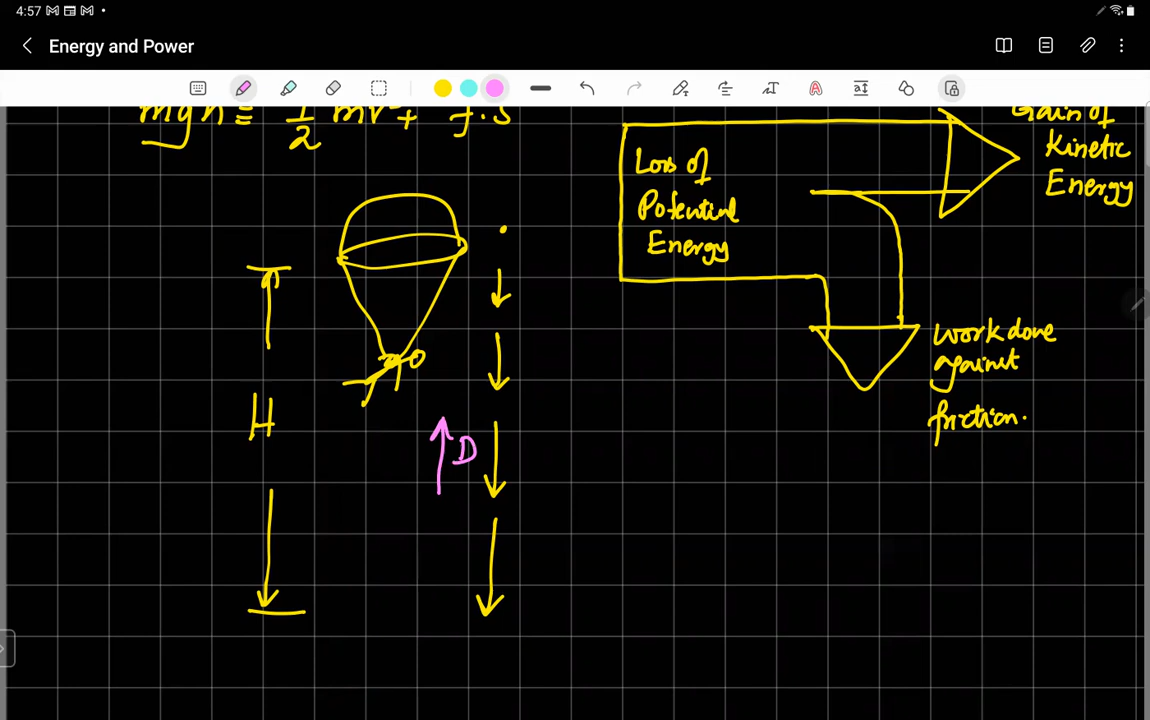 4:57
Energy and Power
mgh = 1/2 mv² + f.s
Gain of
Kinetic
Energy
Loss of
Potential
Energy
Work done
against
friction.
H
D